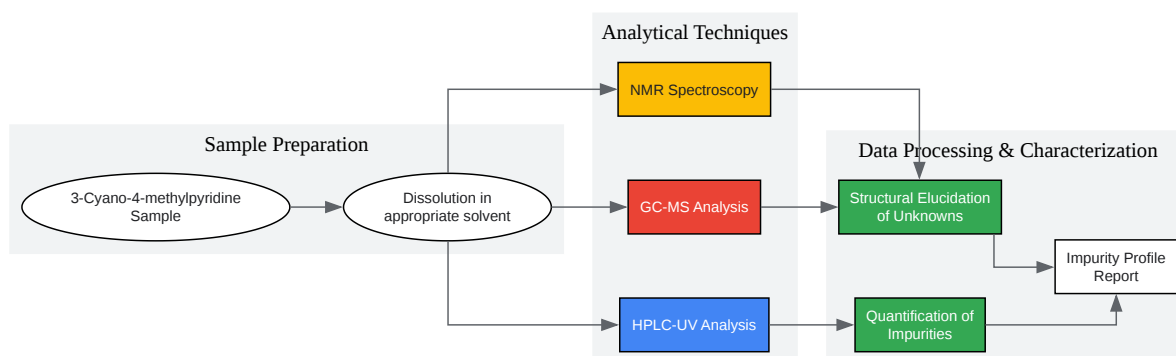 Analytical Techniques
NMR Spectroscopy
Sample Preparation
Data Processing & Characterization
3-Cyano-4-methylpyridine
Sample
Dissolution in
appropriate solvent
GC-MS Analysis
Structural Elucidation
of Unknowns
Impurity Profile
Report
HPLC-UV Analysis
Quantification of
Impurities